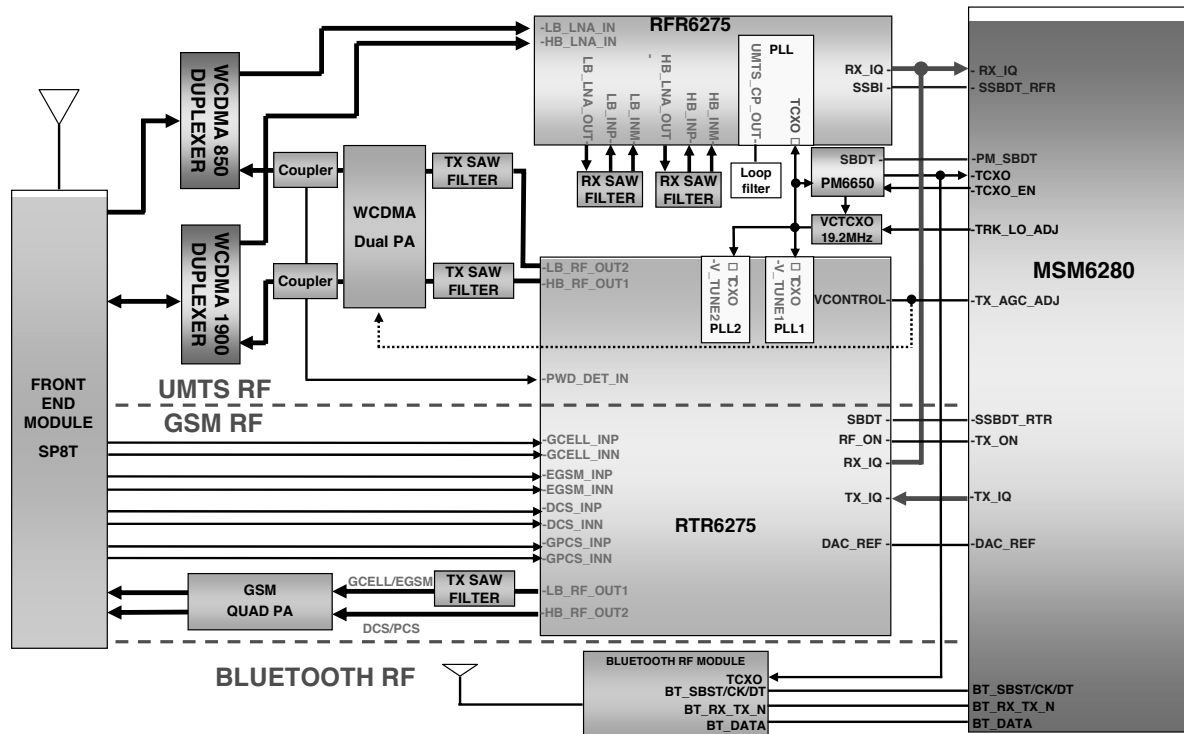 RFR6275
-LB_LNA_IN
-HB_LNA_IN
-
LB_LNA_OUT-
LB_INP-
LB_INM-
HB_LNA_OUT
HB_INP-
HB_INM-
UMTS_CP_OUT
PLL
TCXO
RX_IQ -
SSBI -
- RX_IQ
- SSBDT_RFR
WCDMA 850
DUPLEXER
Coupler
TX SAW
FILTER
RX SAW
FILTER
RX SAW
FILTER
Loop
filter
SBDT-
PM6650
-PM_SBDT
-TCXO
-TCXO_EN
VCTCXO
19.2MHz
-TRK_LO_ADJ
WCDMA
Dual PA
WCDMA 1900
DUPLEXER
Coupler
TX SAW
FILTER
-LB_RF_OUT2
-HB_RF_OUT1
TCXO
-V_TUNE2
PLL2
TCXO
-V_TUNE1
PLL1
VCONTROL-
-TX_AGC_ADJ
MSM6280
-PWD_DET_IN
UMTS RF
GSM RF
FRONT
END
MODULE
SP8T
SBDT -
-SSBDT_RTR
-GCELL_INP
-GCELL_INN
RF_ON -
-TX_ON
RX_IQ -
-EGSM_INP
-EGSM_INN
TX_IQ -
-TX_IQ
-DCS_INP
-DCS_INN
RTR6275
-GPCS_INP
-GPCS_INN
DAC_REF -
-DAC_REF
GSM
QUAD PA
GCELL/EGSM
TX SAW
FILTER
-LB_RF_OUT1
-HB_RF_OUT2
DCS/PCS
BLUETOOTH RF
BLUETOOTH RF MODULE
TCXO
BT_SBST/CK/DT
BT_RX_TX_N
BT_DATA
BT_SBST/CK/DT
BT_RX_TX_N
BT_DATA